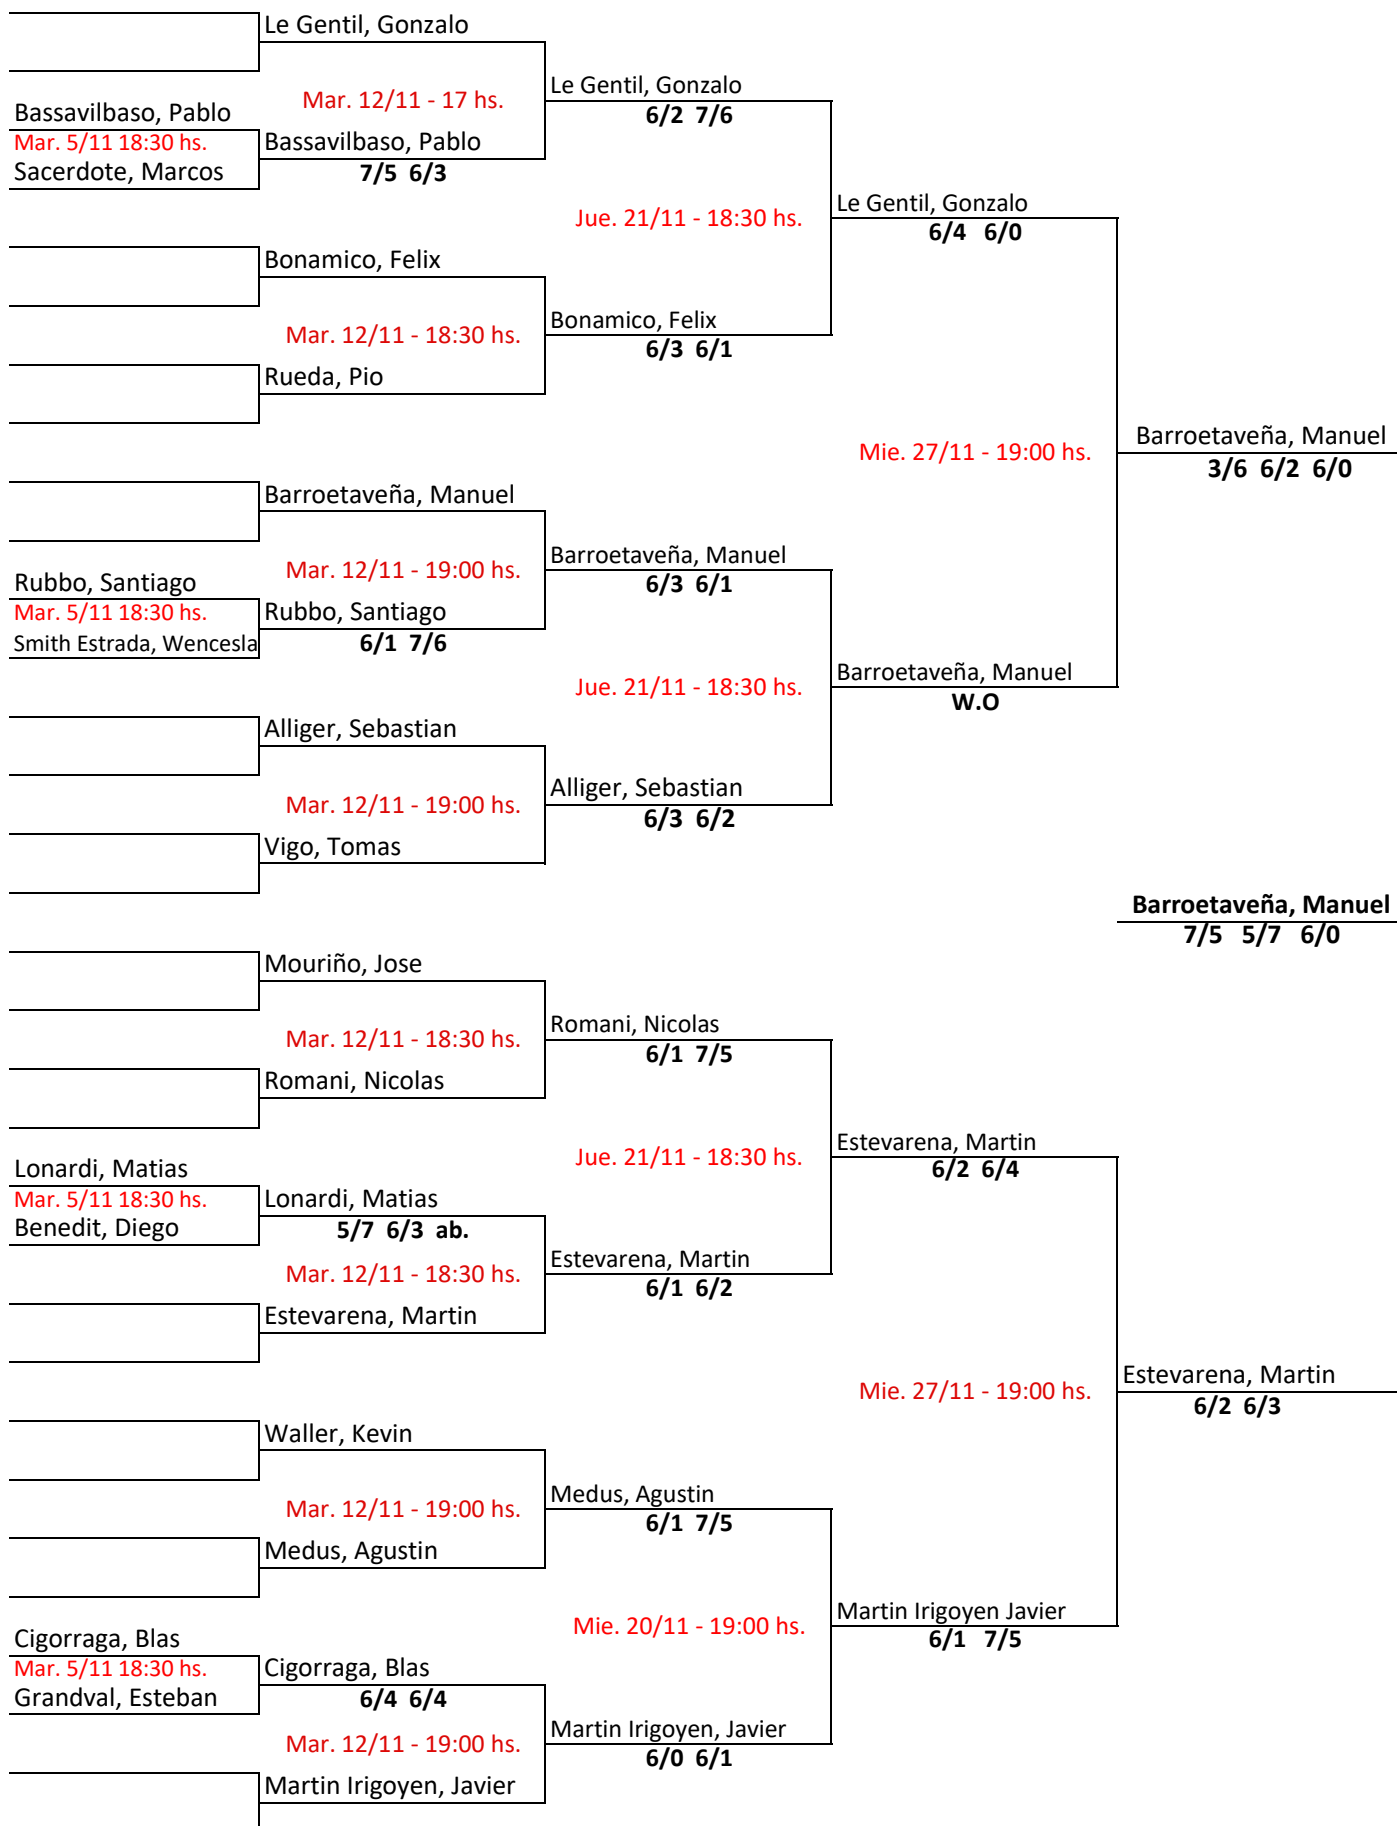 Le Gentil, Gonzalo
Mar. 12/11 - 17 hs.
Le Gentil, Gonzalo
6/2 7/6
Bassavilbaso, Pablo
Mar. 5/11 18:30 hs.
Sacerdote, Marcos
Bassavilbaso, Pablo
7/5 6/3
Jue. 21/11 - 18:30 hs.
Le Gentil, Gonzalo
6/4 6/0
Bonamico, Felix
Mar. 12/11 - 18:30 hs.
Bonamico, Felix
6/3 6/1
Rueda, Pio
Mie. 27/11 - 19:00 hs.
Barroetaveña, Manuel
3/6 6/2 6/0
Barroetaveña, Manuel
Mar. 12/11 - 19:00 hs.
Barroetaveña, Manuel
6/3 6/1
Rubbo, Santiago
Mar. 5/11 18:30 hs.
Smith Estrada, Wencesla
Rubbo, Santiago
6/1 7/6
Jue. 21/11 - 18:30 hs.
Barroetaveña, Manuel
W.O
Alliger, Sebastian
Mar. 12/11 - 19:00 hs.
Alliger, Sebastian
6/3 6/2
Vigo, Tomas
Barroetaveña, Manuel
7/5 5/7 6/0
Mouriño, Jose
Mar. 12/11 - 18:30 hs.
Romani, Nicolas
6/1 7/5
Romani, Nicolas
Jue. 21/11 - 18:30 hs.
Estevarena, Martin
6/2 6/4
Lonardi, Matias
Mar. 5/11 18:30 hs.
Benedit, Diego
Lonardi, Matias
5/7 6/3 ab.
Mar. 12/11 - 18:30 hs.
Estevarena, Martin
6/1 6/2
Estevarena, Martin
Mie. 27/11 - 19:00 hs.
Estevarena, Martin
6/2 6/3
Waller, Kevin
Mar. 12/11 - 19:00 hs.
Medus, Agustin
6/1 7/5
Medus, Agustin
Mie. 20/11 - 19:00 hs.
Martin Irigoyen Javier
6/1 7/5
Cigorraga, Blas
Mar. 5/11 18:30 hs.
Grandval, Esteban
Cigorraga, Blas
6/4 6/4
Mar. 12/11 - 19:00 hs.
Martin Irigoyen, Javier
6/0 6/1
Martin Irigoyen, Javier